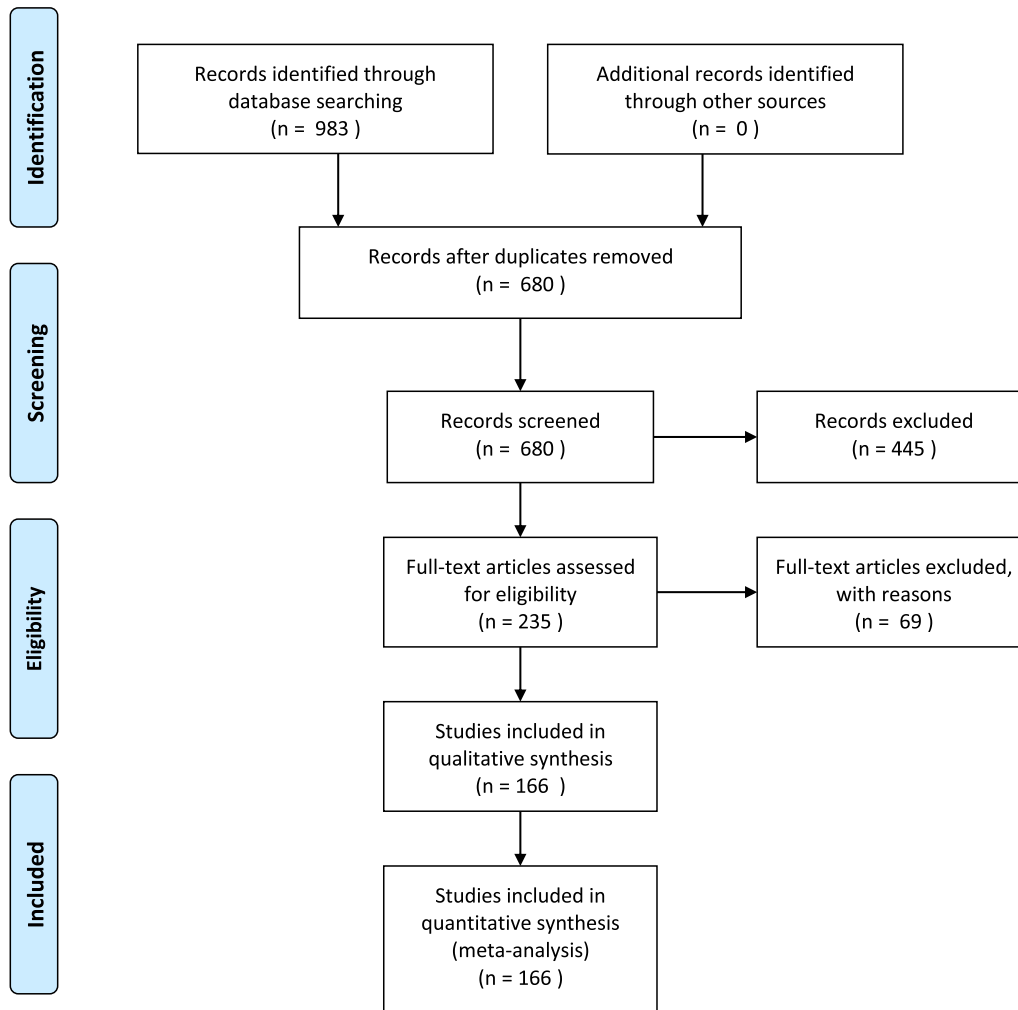 Identification
Records identified through
database searching
(n = 983 )
Additional records identified
through other sources
(n = 0 )
Records after duplicates removed
(n = 680 )
Screening
Records screened
(n = 680 )
Records excluded
(n = 445 )
Eligibility
Full-text articles assessed
for eligibility
(n = 235 )
Full-text articles excluded,
with reasons
(n = 69 )
Studies included in
qualitative synthesis
(n = 166 )
Included
Studies included in
quantitative synthesis
(meta-analysis)
(n = 166 )